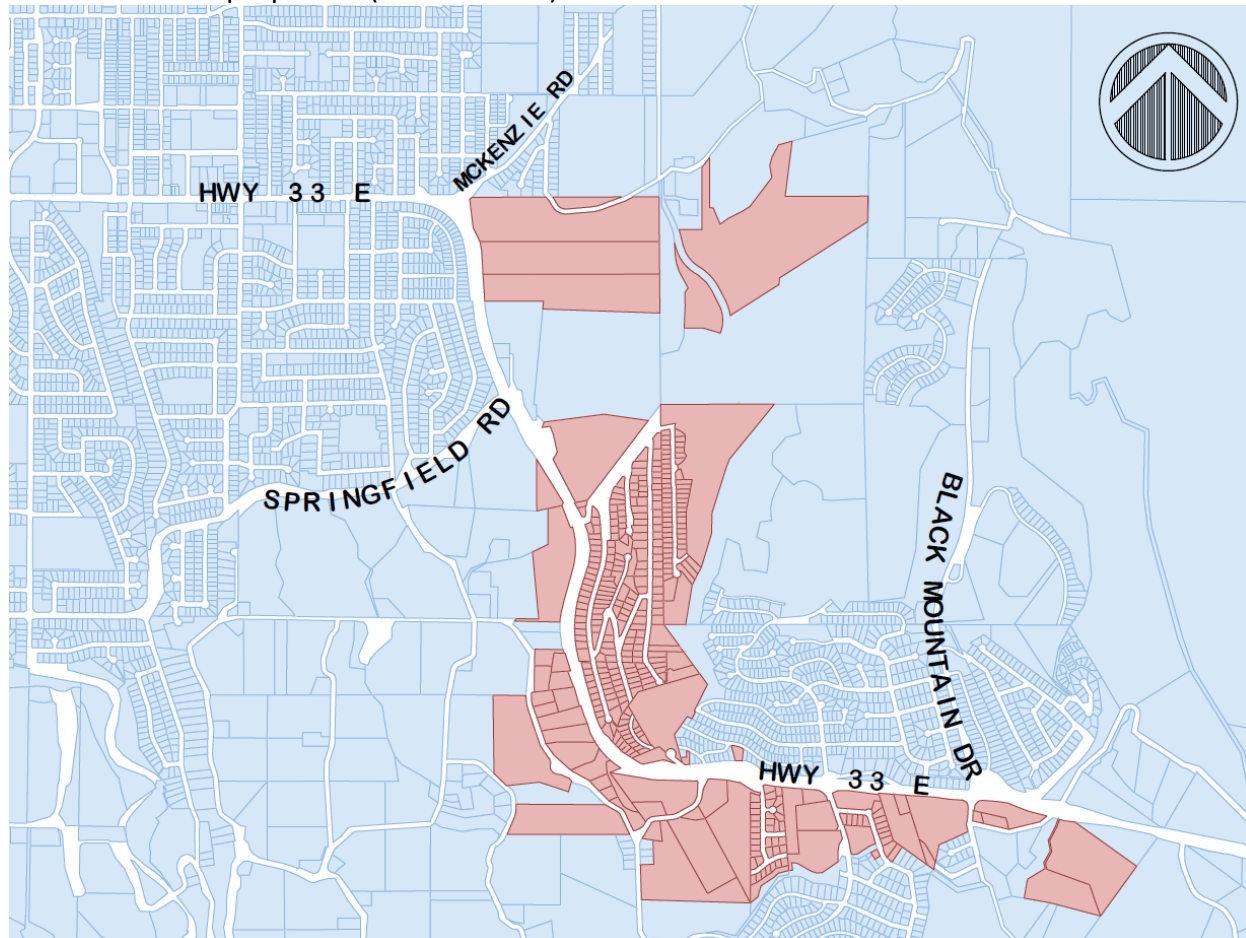 MCKENZIE RD
HWY 33 E
SPRINGFIELD RD
BLACK MOUNTAIN DR
HWY 33 E